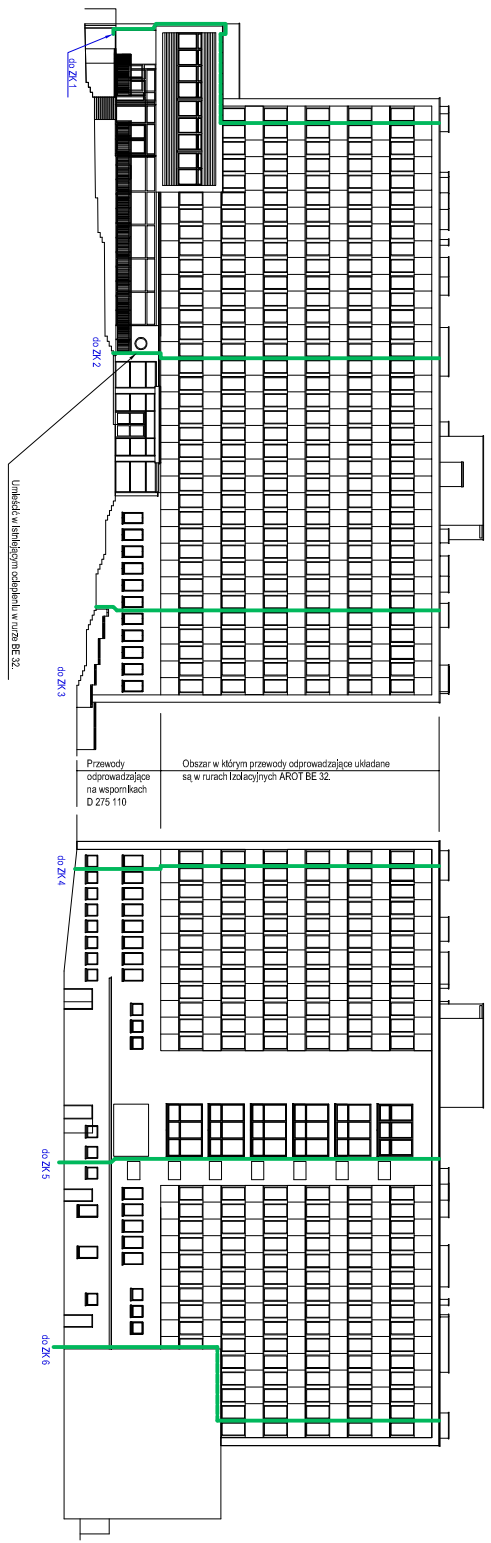 do ZK 1
do ZK 2
Umieścić w istniejącym ociepleniu w rurze BE 32.
do ZK 3
Przewody
odprowadzające
na wspornikach
D 275 110
Obszar w którym przewody odprowadzające układane
są w rurach Izolacyjnych AROT BE 32.
do ZK 4
do ZK 5
do ZK 6